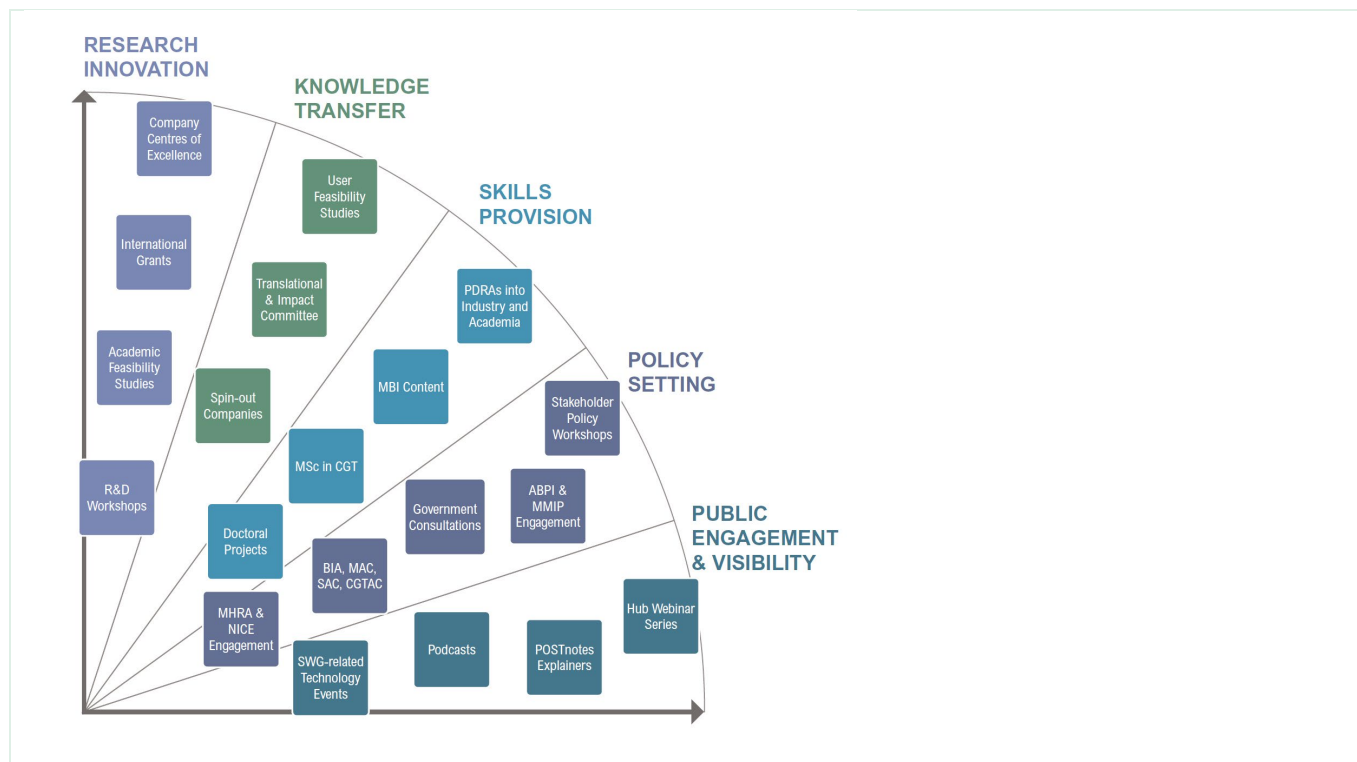 RESEARCH
INNOVATION
Company
Centres of
Excellence
International
Grants
Academic
Feasibility
Studies
R&D
Workshops
KNOWLEDGE
TRANSFER
User
Feasibility
Studies
Translational
& Impact
Committee
Spin-out
Companies
SKILLS
PROVISION
PDRAs into
Industry and
Academia
MBI Content
MSc in CGT
Doctoral
Projects
POLICY
SETTING
Stakeholder
Policy
Workshops
ABPI &
MMIP
Engagement
Government
Consultations
BIA, MAC,
SAC, CGTAC
MHRA &
NICE
Engagement
PUBLIC
ENGAGEMENT
& VISIBILITY
Hub Webinar
Series
POSTnotes
Explainers
Podcasts
SWG-related
Technology
Events